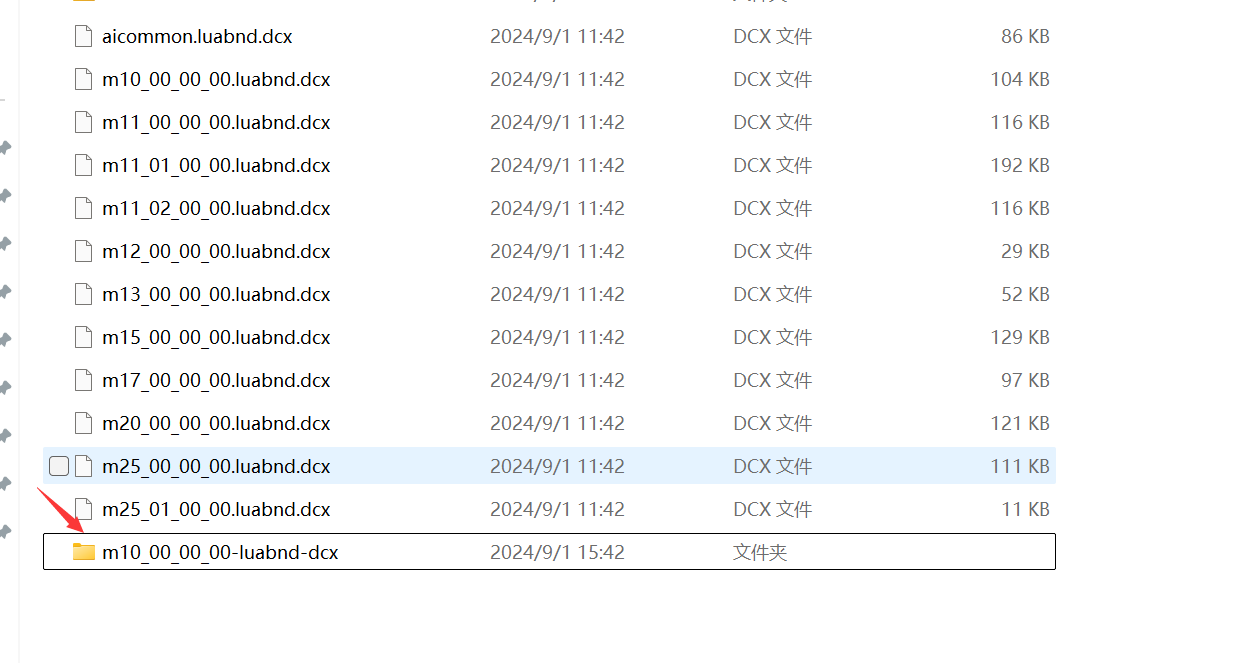 aicommon.luabnd.dcx 2024/9/1 11:42 DCX 文件 86 KB
m10_00_00_00.luabnd.dcx 2024/9/1 11:42 DCX 文件 104 KB
m11_00_00_00.luabnd.dcx 2024/9/1 11:42 DCX 文件 116 KB
m11_01_00_00.luabnd.dcx 2024/9/1 11:42 DCX 文件 192 KB
m11_02_00_00.luabnd.dcx 2024/9/1 11:42 DCX 文件 116 KB
m12_00_00_00.luabnd.dcx 2024/9/1 11:42 DCX 文件 29 KB
m13_00_00_00.luabnd.dcx 2024/9/1 11:42 DCX 文件 52 KB
m15_00_00_00.luabnd.dcx 2024/9/1 11:42 DCX 文件 129 KB
m17_00_00_00.luabnd.dcx 2024/9/1 11:42 DCX 文件 97 KB
m20_00_00_00.luabnd.dcx 2024/9/1 11:42 DCX 文件 121 KB
m25_00_00_00.luabnd.dcx 2024/9/1 11:42 DCX 文件 111 KB
m25_01_00_00.luabnd.dcx 2024/9/1 11:42 DCX 文件 11 KB
m10_00_00_00-luabnd-dcx 2024/9/1 15:42 文件夹